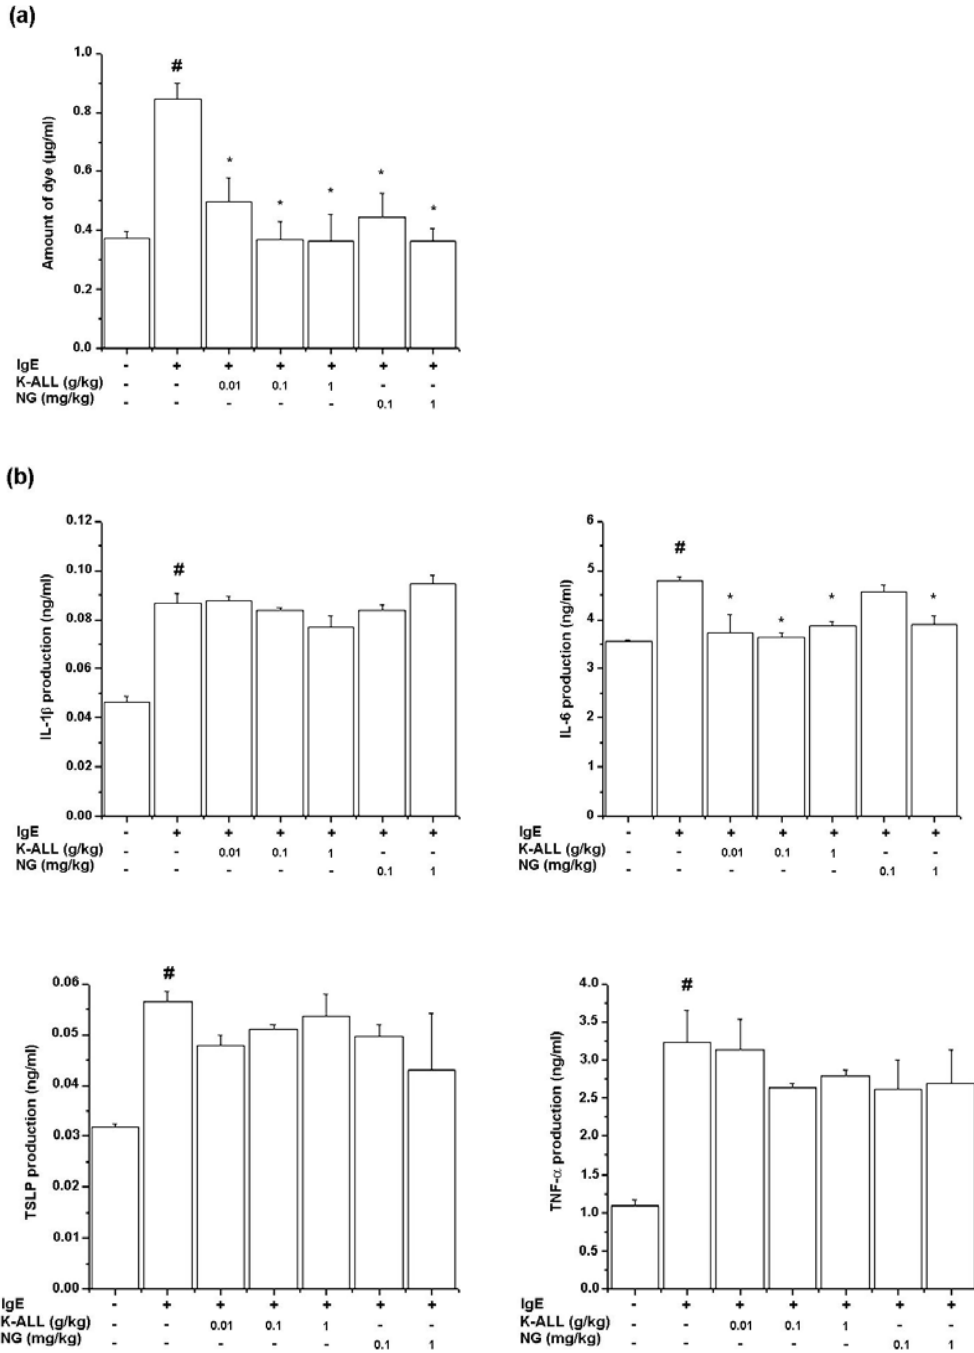 (a)
#
* * * * *
Amount of dye (µg/ml)
1.0
0.8
0.6
0.4
0.2
0.0
IgE - + + + + + +
K-ALL (g/kg) - - 0.01 0.1 1 - -
NG (mg/kg) - - - - - 0.1 1
(b)
#
IL-1β production (ng/ml)
0.12
0.10
0.08
0.06
0.04
0.02
0.00
IgE - + + + + + +
K-ALL (g/kg) - - 0.01 0.1 1 - -
NG (mg/kg) - - - - - 0.1 1
#
* * * *
IL-6 production (ng/ml)
6
5
4
3
2
1
0
IgE - + + + + + +
K-ALL (g/kg) - - 0.01 0.1 1 - -
NG (mg/kg) - - - - - 0.1 1
#
TSLP production (ng/ml)
0.06
0.05
0.04
0.03
0.02
0.01
0.00
IgE - + + + + + +
K-ALL (g/kg) - - 0.01 0.1 1 - -
NG (mg/kg) - - - - - 0.1 1
#
TNF-α production (ng/ml)
4.0
3.5
3.0
2.5
2.0
1.5
1.0
0.5
0.0
IgE - + + + + + +
K-ALL (g/kg) - - 0.01 0.1 1 - -
NG (mg/kg) - - - - - 0.1 1